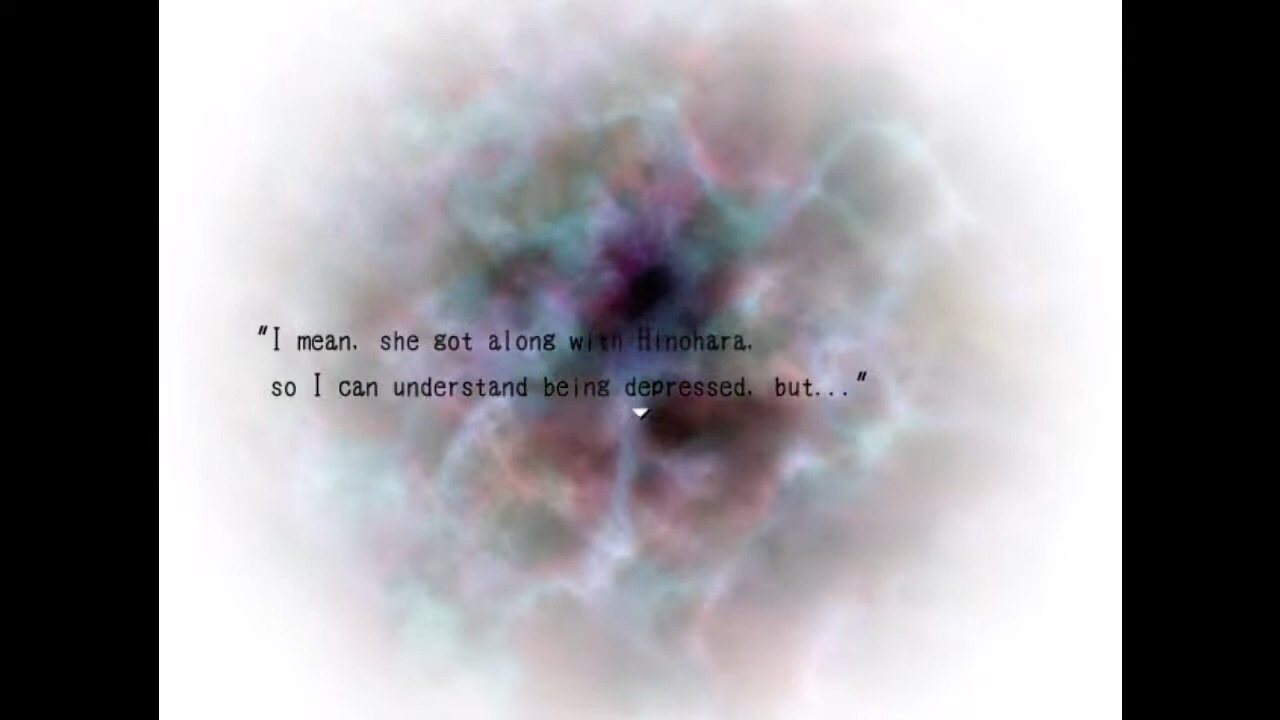 "I mean, she got along with Hinohara,
so I can understand being depressed, but..."